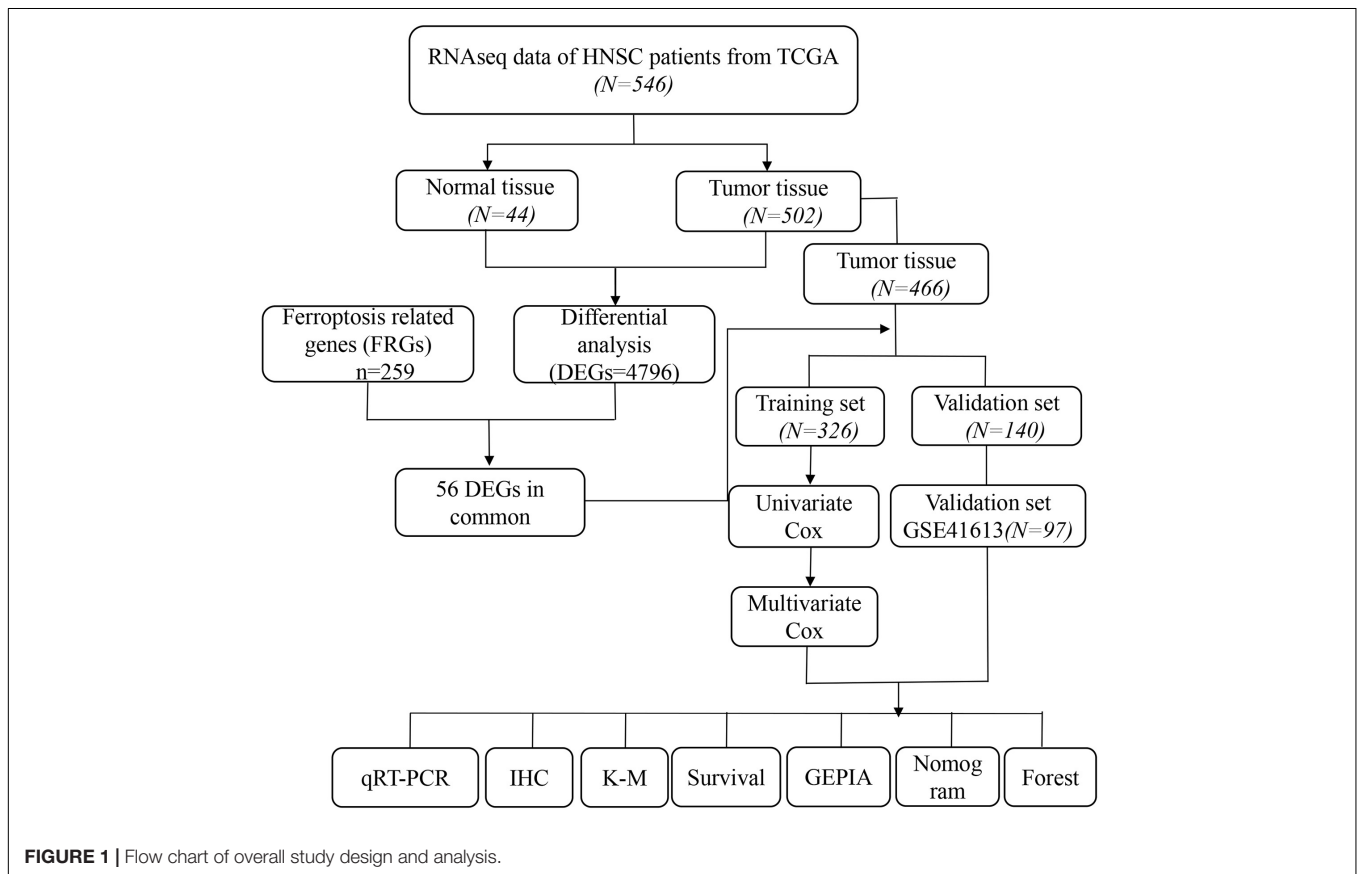 RNAseq data of HNSC patients from TCGA
(N=546)
Normal tissue
(N=44)
Tumor tissue
(N=502)
Tumor tissue
(N=466)
Ferroptosis related
genes (FRGs)
n=259
Differential
analysis
(DEGs=4796)
Training set
(N=326)
Validation set
(N=140)
56 DEGs in
common
Univariate
Cox
Validation set
GSE41613(N=97)
Multivariate
Cox
qRT-PCR
IHC
K-M
Survival
GEPIA
Nomog
ram
Forest
FIGURE 1 | Flow chart of overall study design and analysis.